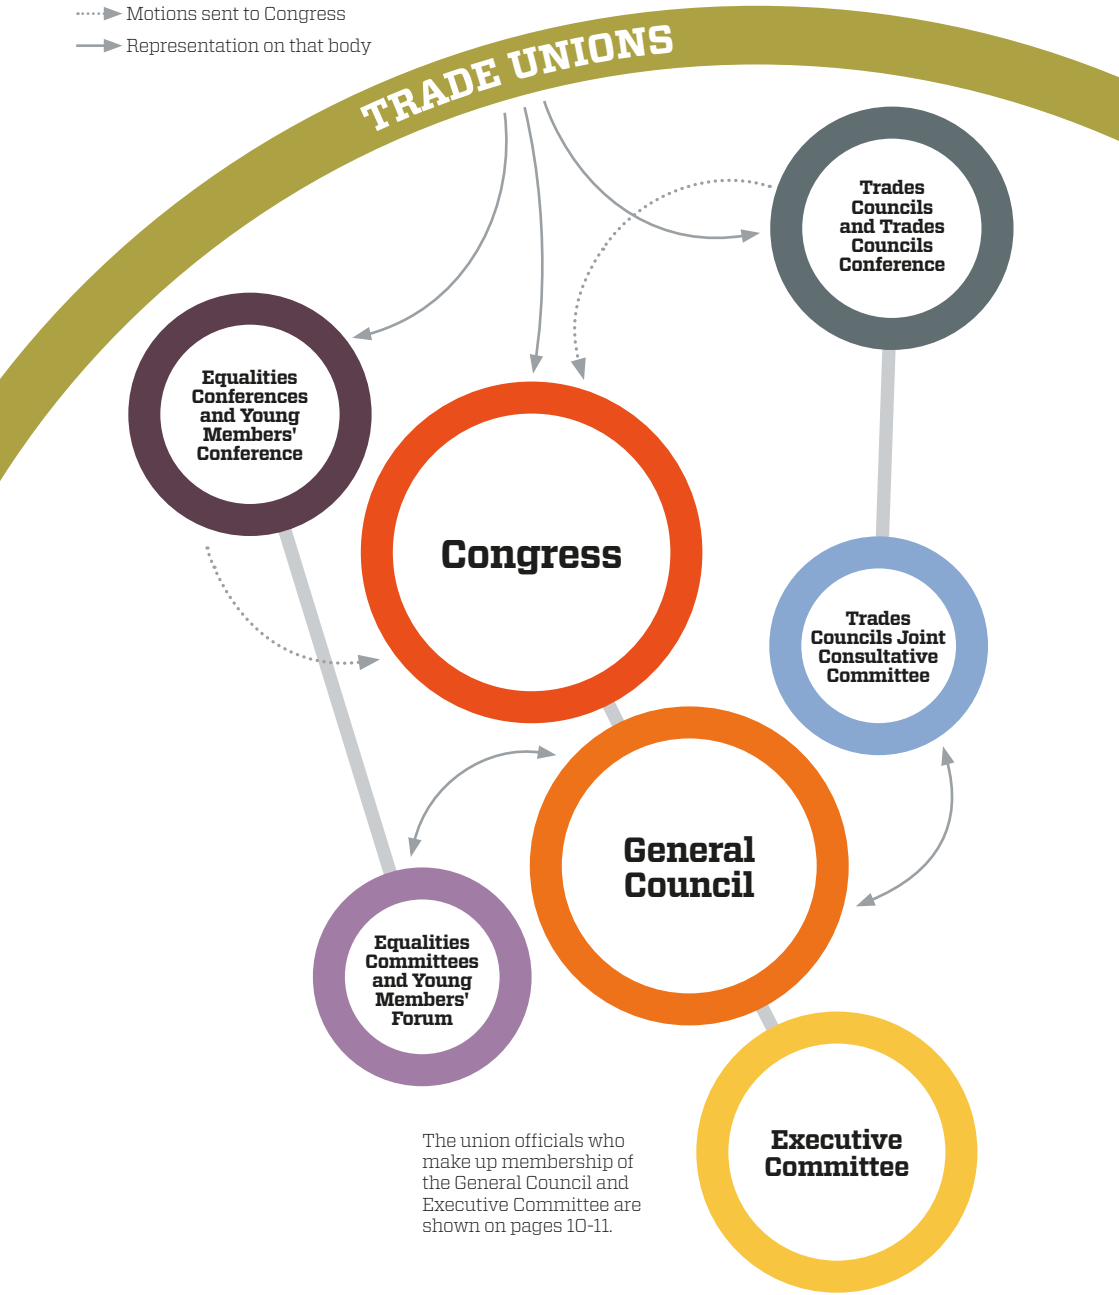 Motions sent to Congress
Representation on that body
TRADE UNIONS
Trades
Councils
and Trades
Councils
Conference
Equalities
Conferences
and Young
Members'
Conference
Congress
Trades
Councils Joint
Consultative
Committee
General
Council
Equalities
Committees
and Young
Members'
Forum
Executive
Committee
The union officials who
make up membership of
the General Council and
Executive Committee are
shown on pages 10-11.